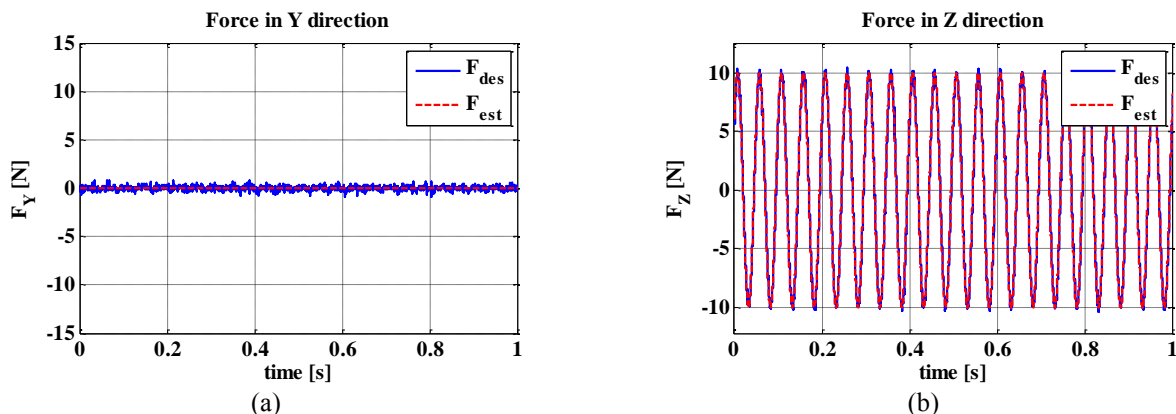 Force in Y direction
15
10
5
0
-5
-10
-15
F_Y [N]
F_des
F_est
0 0.2 0.4 0.6 0.8 1
time [s]
(a)
Force in Z direction
10
5
0
-5
-10
F_Z [N]
F_des
F_est
0 0.2 0.4 0.6 0.8 1
time [s]
(b)